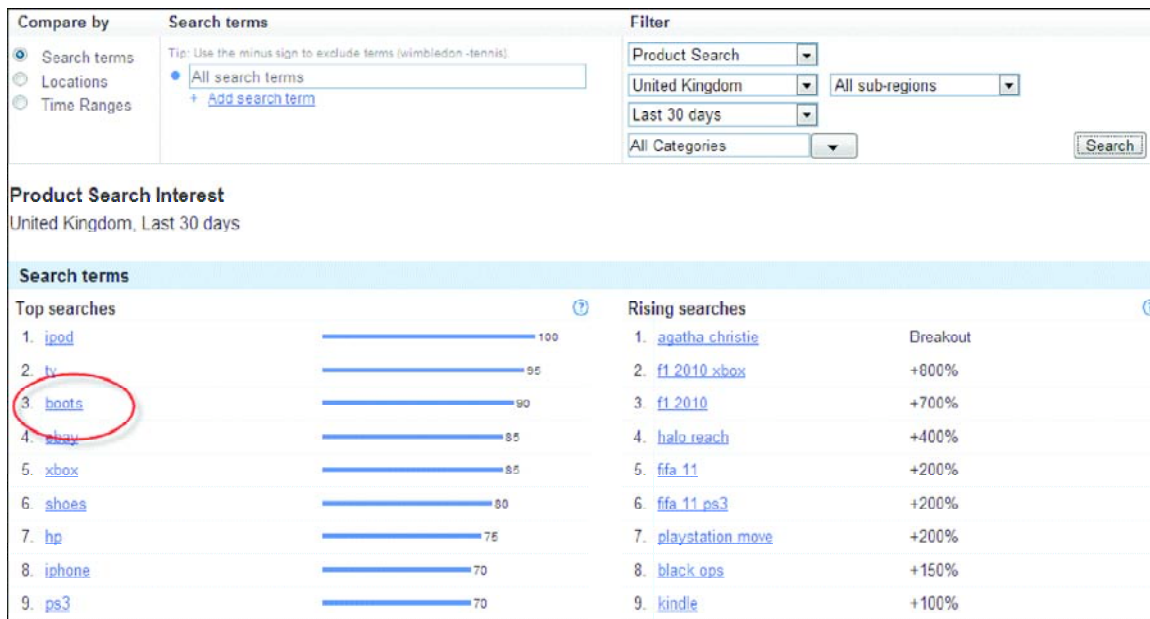 Compare by
Search terms
Locations
Time Ranges
Search terms
Tip: Use the minus sign to exclude terms (wimbledon -tennis).
All search terms
+ Add search term
Filter
Product Search
United Kingdom All sub-regions
Last 30 days
All Categories Search
Product Search Interest
United Kingdom, Last 30 days
Search terms
Top searches
1. ipod 100
2. tv 95
3. boots 90
4. ebay 85
5. xbox 85
6. shoes 80
7. hp 75
8. iphone 70
9. ps3 70
Rising searches
1. agatha christie Breakout
2. f1 2010 xbox +800%
3. f1 2010 +700%
4. halo reach +400%
5. fifa 11 +200%
6. fifa 11 ps3 +200%
7. playstation move +200%
8. black ops +150%
9. kindle +100%